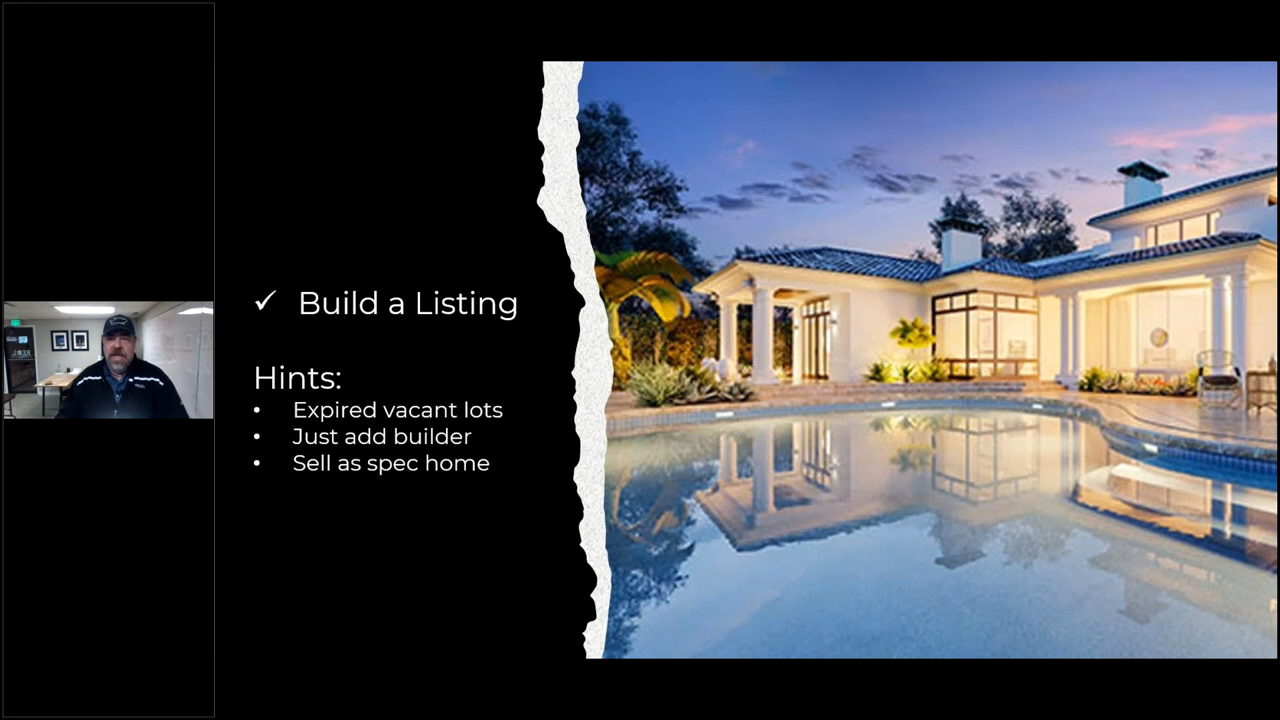 ✓ Build a Listing
Hints:
• Expired vacant lots
• Just add builder
• Sell as spec home